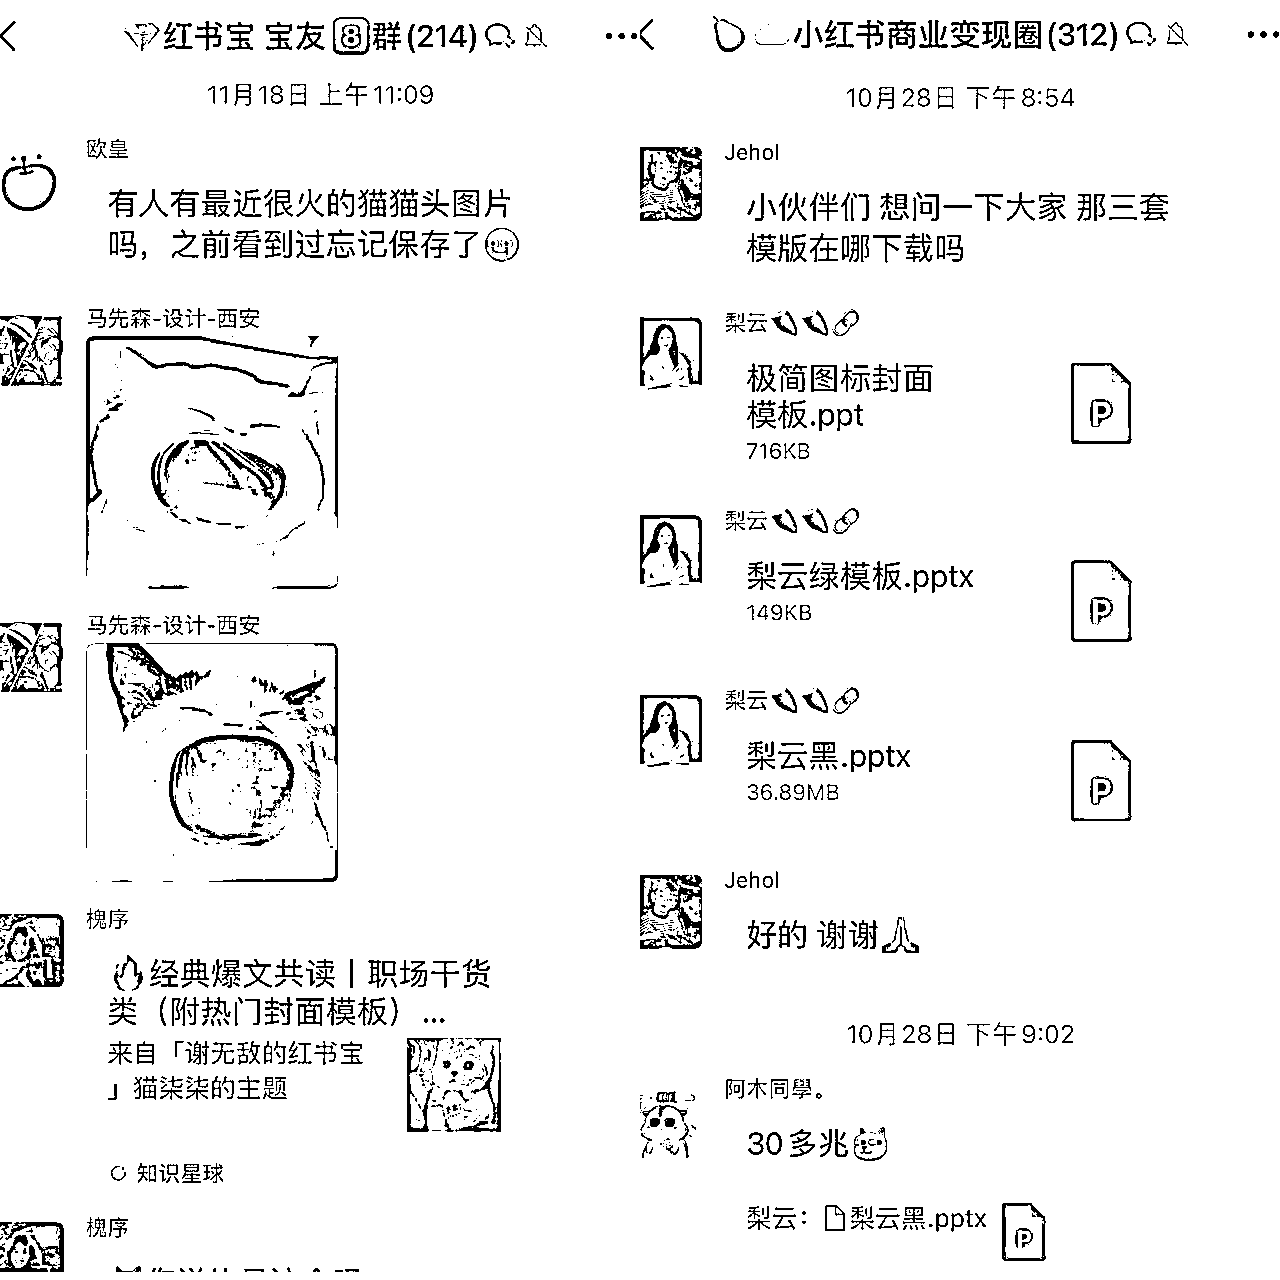 红书宝 宝友8群(214)
11月18日 上午11:09
欧皇
有人有最近很火的猫猫头图片
吗，之前看到过忘记保存了
马先森-设计-西安
马先森-设计-西安
槐序
经典爆文共读丨职场干货
类（附热门封面模板）...
来自「谢无敌的红书宝
」猫柒柒的主题
知识星球
槐序
小红书商业变现圈(312)
10月28日 下午8:54
Jehol
小伙伴们 想问一下大家 那三套
模版在哪下载吗
梨云
极简图标封面
模板.ppt
716KB
梨云
梨云绿模板.pptx
149KB
梨云
梨云黑.pptx
36.89MB
Jehol
好的 谢谢
10月28日 下午9:02
阿木同學。
30多兆
梨云：梨云黑.pptx